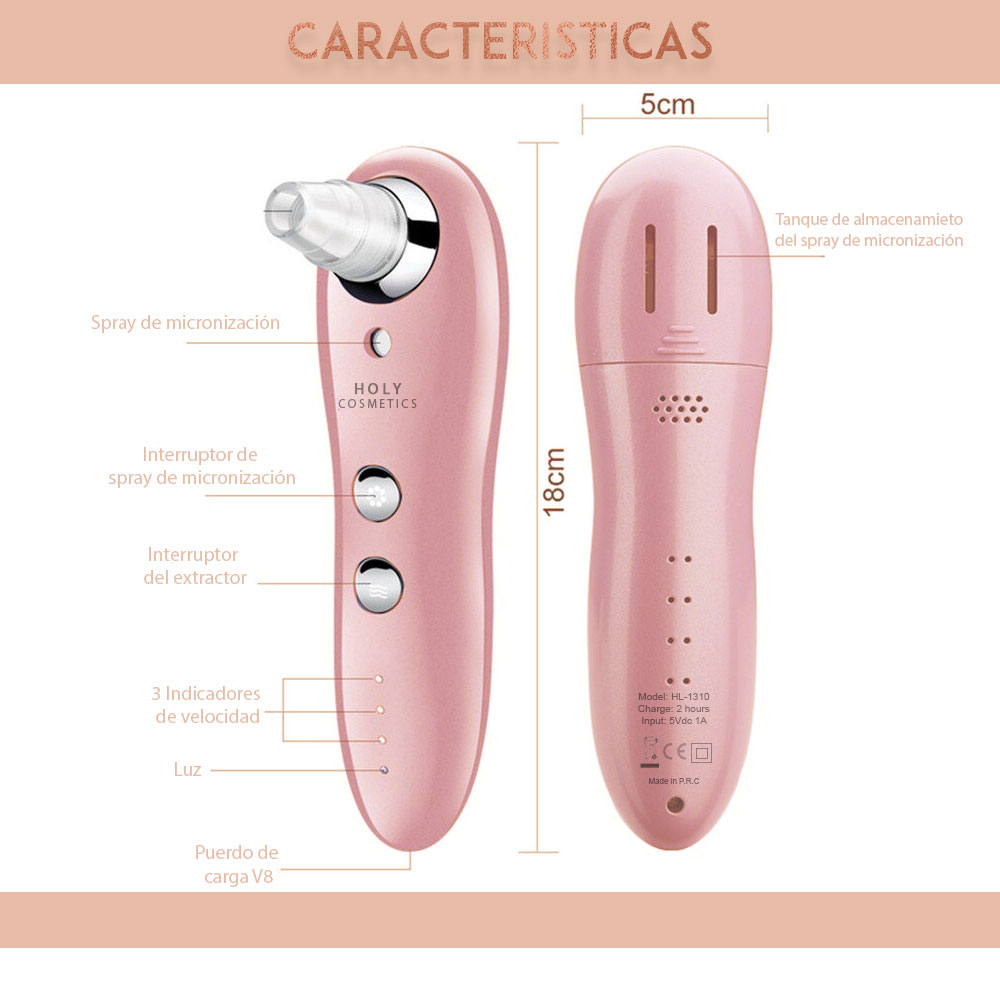 CARACTERISTICAS
5cm
Tanque de almacenamieto
del spray de micronización
Spray de micronización
HOLY
COSMETICS
Interruptor de
spray de micronización
18cm
Interruptor
del extractor
3 Indicadores
de velocidad
Luz
Model: HL-1310
Charge: 2 hours
Input: 5Vdc 1A
CE
Made in P.R.C
Puerdo de
carga V8